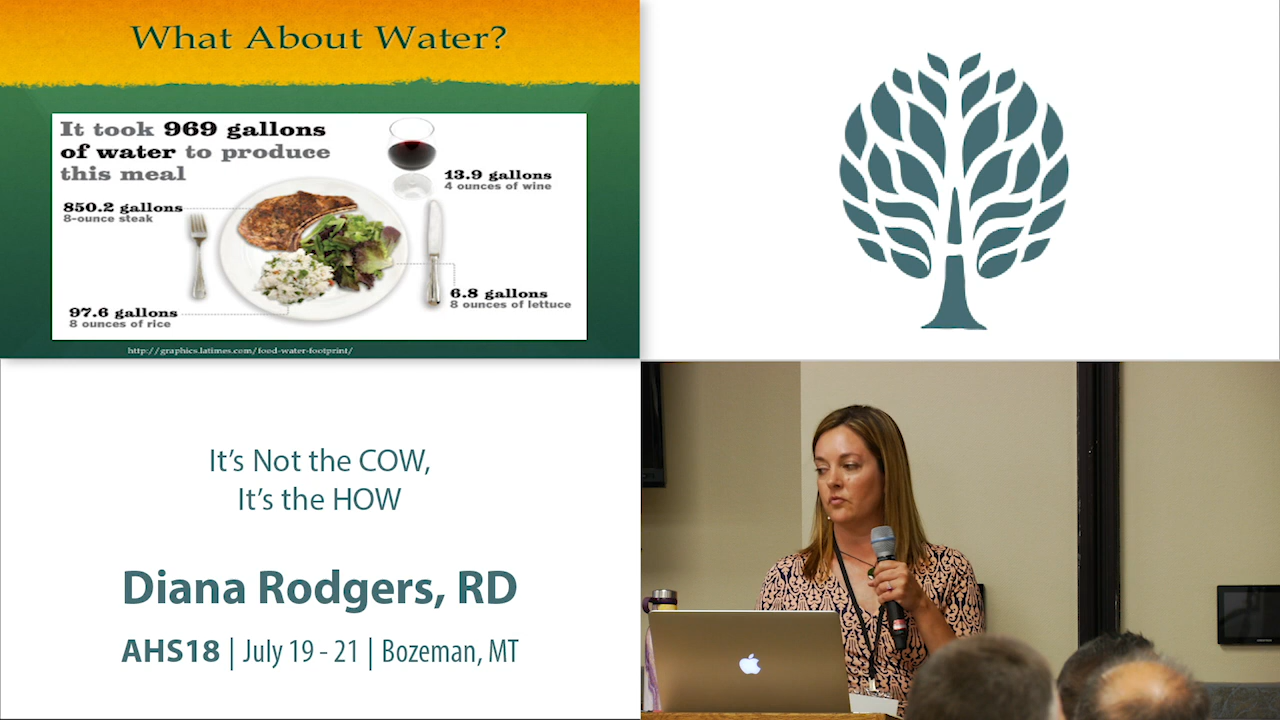 What About Water?
It took 969 gallons
of water to produce
this meal
13.9 gallons
4 ounces of wine
850.2 gallons
8-ounce steak
6.8 gallons
8 ounces of lettuce
97.6 gallons
8 ounces of rice
http://graphics.latimes.com/food-water-footprint/
It's Not the COW,
It's the HOW
Diana Rodgers, RD
AHS18 | July 19 - 21 | Bozeman, MT